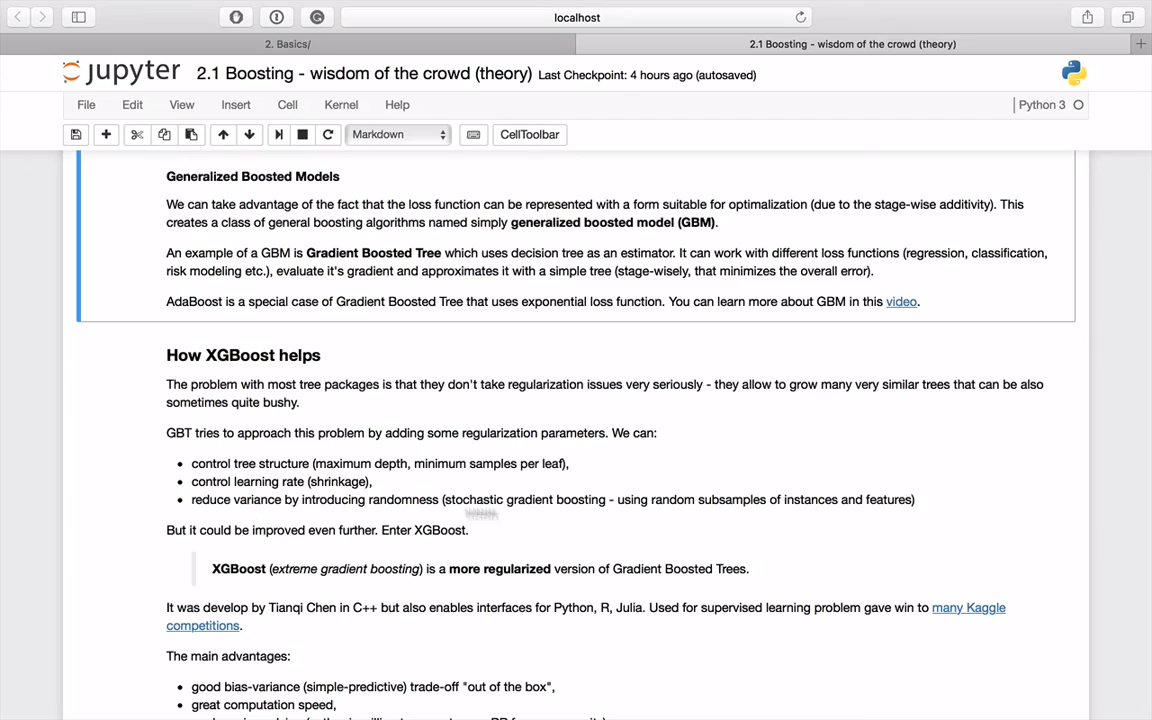 localhost
2. Basics/
2.1 Boosting - wisdom of the crowd (theory)
jupyter 2.1 Boosting - wisdom of the crowd (theory) Last Checkpoint: 4 hours ago (autosaved)
File Edit View Insert Cell Kernel Help
Python 3
Markdown
CellToolbar
Generalized Boosted Models
We can take advantage of the fact that the loss function can be represented with a form suitable for optimalization (due to the stage-wise additivity). This
creates a class of general boosting algorithms named simply generalized boosted model (GBM).
An example of a GBM is Gradient Boosted Tree which uses decision tree as an estimator. It can work with different loss functions (regression, classification,
risk modeling etc.), evaluate it's gradient and approximates it with a simple tree (stage-wisely, that minimizes the overall error).
AdaBoost is a special case of Gradient Boosted Tree that uses exponential loss function. You can learn more about GBM in this video.
How XGBoost helps
The problem with most tree packages is that they don't take regularization issues very seriously - they allow to grow many very similar trees that can be also
sometimes quite bushy.
GBT tries to approach this problem by adding some regularization parameters. We can:
• control tree structure (maximum depth, minimum samples per leaf),
• control learning rate (shrinkage),
• reduce variance by introducing randomness (stochastic gradient boosting - using random subsamples of instances and features)
But it could be improved even further. Enter XGBoost.
XGBoost (extreme gradient boosting) is a more regularized version of Gradient Boosted Trees.
It was develop by Tianqi Chen in C++ but also enables interfaces for Python, R, Julia. Used for supervised learning problem gave win to many Kaggle
competitions.
The main advantages:
• good bias-variance (simple-predictive) trade-off "out of the box",
• great computation speed,